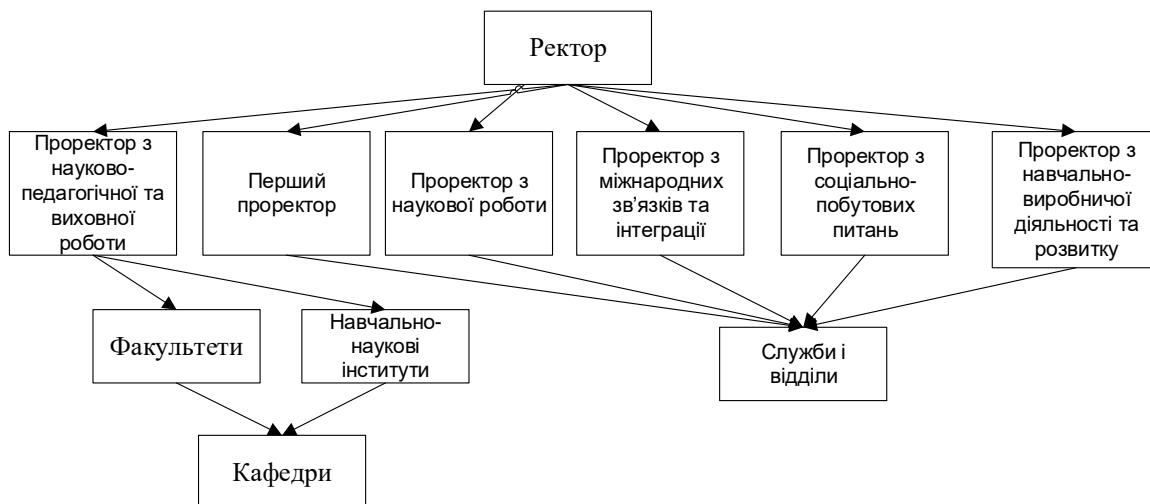 Ректор
Проректор з
науково-
педагогічної та
виховної
роботи
Перший
проректор
Проректор з
наукової роботи
Проректор з
міжнародних
зв’язків та
інтеграції
Проректор з
соціально-
побутових
питань
Проректор з
навчально-
виробничої
діяльності та
розвитку
Факультети
Навчально-
наукові
інститути
Служби і
відділи
Кафедри